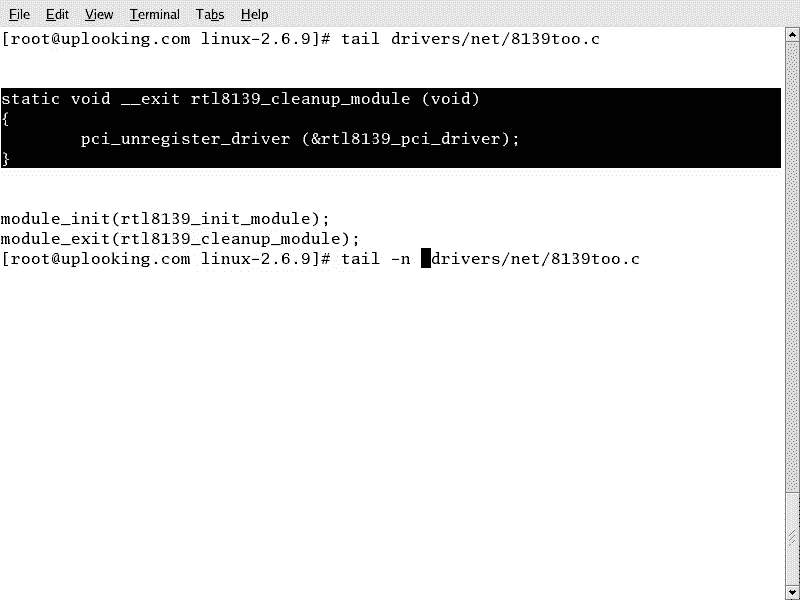 File Edit View Terminal Tabs Help
[root@uplooking.com linux-2.6.9]# tail drivers/net/8139too.c
static void __exit rtl8139_cleanup_module (void)
{
        pci_unregister_driver (&rtl8139_pci_driver);
}
module_init(rtl8139_init_module);
module_exit(rtl8139_cleanup_module);
[root@uplooking.com linux-2.6.9]# tail -n drivers/net/8139too.c